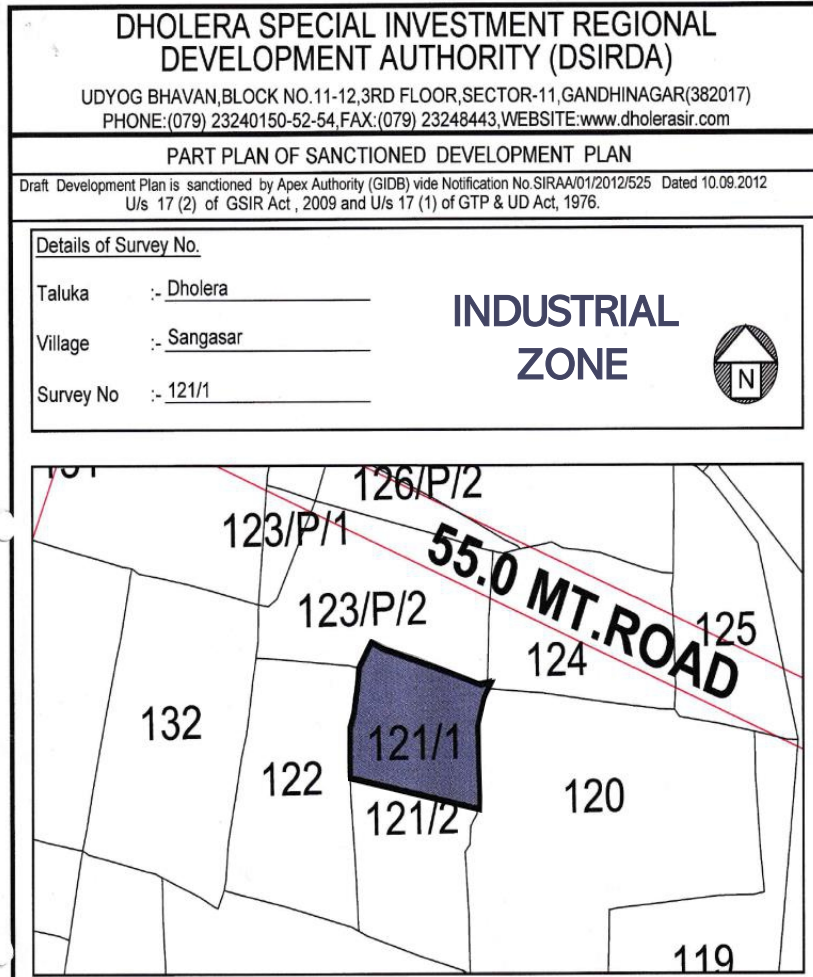 DHOLERA SPECIAL INVESTMENT REGIONAL
DEVELOPMENT AUTHORITY (DSIRDA)
UDYOG BHAVAN,BLOCK NO.11-12,3RD FLOOR,SECTOR-11,GANDHINAGAR(382017)
PHONE:(079) 23240150-52-54,FAX:(079) 23248443,WEBSITE:www.dholerasir.com
PART PLAN OF SANCTIONED DEVELOPMENT PLAN
Draft Development Plan is sanctioned by Apex Authority (GIDB) vide Notification No.SIRAA/01/2012/525 Dated 10.09.2012
U/s 17 (2) of GSIR Act , 2009 and U/s 17 (1) of GTP & UD Act, 1976.
Details of Survey No.
Taluka :- Dholera
Village :- Sangasar
Survey No :- 121/1
INDUSTRIAL
ZONE
N
126/P/2
123/P/1
55.0 MT.ROAD
123/P/2
125
124
132
121/1
122
120
121/2
119